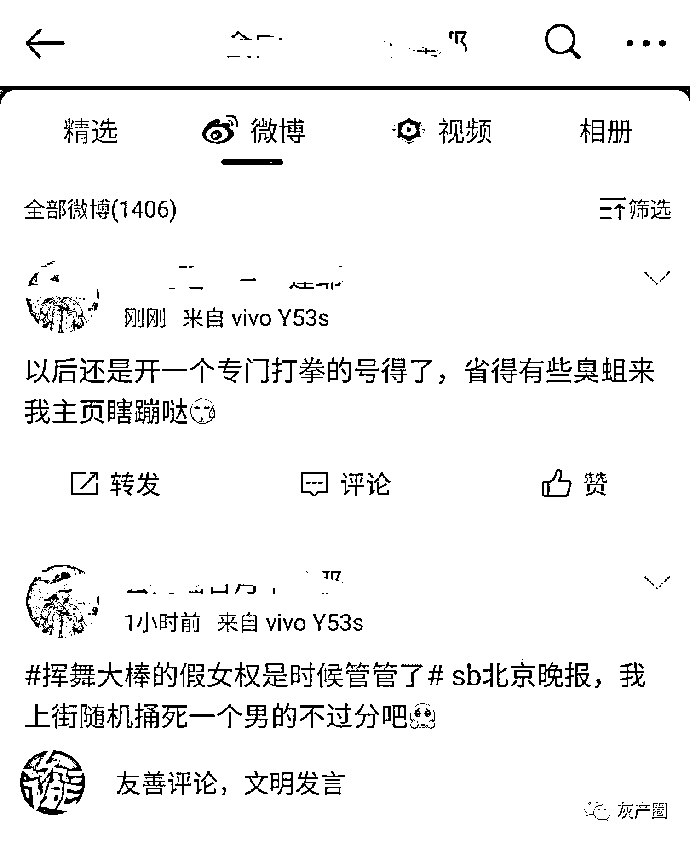 精选 微博 视频 相册
全部微博(1406) 筛选
刚刚 来自 vivo Y53s
以后还是开一个专门打拳的号得了，省得有些臭蛆来
我主页瞎蹦哒
转发 评论 赞
1小时前 来自 vivo Y53s
#挥舞大棒的假女权是时候管管了# sb北京晚报，我
上街随机捅死一个男的不过分吧
友善评论，文明发言
灰产圈